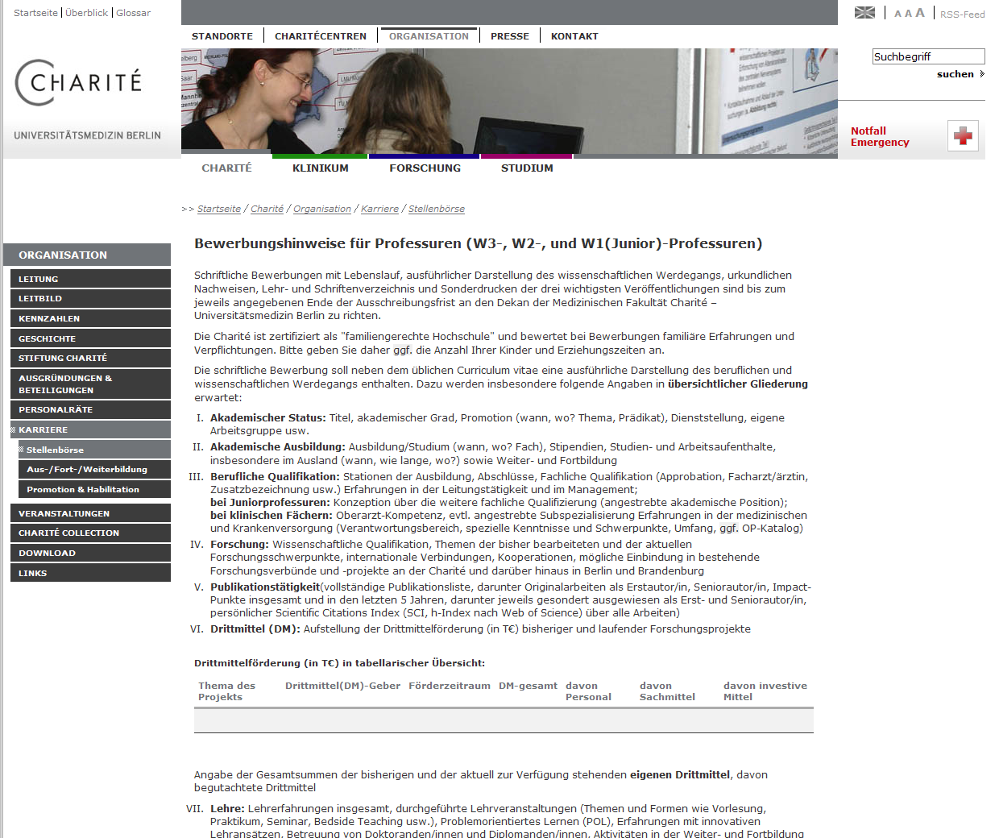 Startseite | Überblick | Glossar
A A A
RSS-Feed
STANDORTE
CHARITÉCENTREN
ORGANISATION
PRESSE
KONTAKT
CHARITÉ
UNIVERSITÄTSMEDIZIN BERLIN
Suchbegriff
suchen
Notfall
Emergency
CHARITÉ
KLINIKUM
FORSCHUNG
STUDIUM
>> Startseite / Charité / Organisation / Karriere / Stellenbörse
ORGANISATION
LEITUNG
LEITBILD
KENNZAHLEN
GESCHICHTE
STIFTUNG CHARITÉ
AUSGRÜNDUNGEN &
BETEILIGUNGEN
PERSONALRÄTE
KARRIERE
Stellenbörse
Aus-/Fort-/Weiterbildung
Promotion & Habilitation
VERANSTALTUNGEN
CHARITÉ COLLECTION
DOWNLOAD
LINKS
Bewerbungshinweise für Professuren (W3-, W2-, und W1(Junior)-Professuren)
Schriftliche Bewerbungen mit Lebenslauf, ausführlicher Darstellung des wissenschaftlichen Werdegangs, urkundlichen
Nachweisen, Lehr- und Schriftenverzeichnis und Sonderdrucken der drei wichtigsten Veröffentlichungen sind bis zum
jeweils angegebenen Ende der Ausschreibungsfrist an den Dekan der Medizinischen Fakultät Charité –
Universitätsmedizin Berlin zu richten.
Die Charité ist zertifiziert als "familiengerechte Hochschule" und bewertet bei Bewerbungen familiäre Erfahrungen und
Verpflichtungen. Bitte geben Sie daher ggf. die Anzahl Ihrer Kinder und Erziehungszeiten an.
Die schriftliche Bewerbung soll neben dem üblichen Curriculum vitae eine ausführliche Darstellung des beruflichen und
wissenschaftlichen Werdegangs enthalten. Dazu werden insbesondere folgende Angaben in übersichtlicher Gliederung
erwartet:
I. Akademischer Status: Titel, akademischer Grad, Promotion (wann, wo? Thema, Prädikat), Dienststellung, eigene
Arbeitsgruppe usw.
II. Akademische Ausbildung: Ausbildung/Studium (wann, wo? Fach), Stipendien, Studien- und Arbeitsaufenthalte,
insbesondere im Ausland (wann, wie lange, wo?) sowie Weiter- und Fortbildung
III. Berufliche Qualifikation: Stationen der Ausbildung, Abschlüsse, Fachliche Qualifikation (Approbation, Facharzt/ärztin,
Zusatzbezeichnung usw.) Erfahrungen in der Leitungstätigkeit und im Management;
bei Juniorprofessuren: Konzeption über die weitere fachliche Qualifizierung (angestrebte akademische Position);
bei klinischen Fächern: Oberarzt-Kompetenz, evtl. angestrebte Subspezialisierung Erfahrungen in der medizinischen
und Krankenversorgung (Verantwortungsbereich, spezielle Kenntnisse und Schwerpunkte, Umfang, ggf. OP-Katalog)
IV. Forschung: Wissenschaftliche Qualifikation, Themen der bisher bearbeiteten und der aktuellen
Forschungsschwerpunkte, internationale Verbindungen, Kooperationen, mögliche Einbindung in bestehende
Forschungsverbünde und -projekte an der Charité und darüber hinaus in Berlin und Brandenburg
V. Publikationstätigkeit(vollständige Publikationsliste, darunter Originalarbeiten als Erstautor/in, Seniorautor/in, Impact-
Punkte insgesamt und in den letzten 5 Jahren, darunter jeweils gesondert ausgewiesen als Erst- und Seniorautor/in,
persönlicher Scientific Citations Index (SCI, h-Index nach Web of Science) über alle Arbeiten)
VI. Drittmittel (DM): Aufstellung der Drittmittelförderung (in T€) bisheriger und laufender Forschungsprojekte
Drittmittelförderung (in T€) in tabellarischer Übersicht:
Thema des Projekts
Drittmittel(DM)-Geber
Förderzeitraum
DM-gesamt
davon Personal
davon Sachmittel
davon investive Mittel
Angabe der Gesamtsummen der bisherigen und der aktuell zur Verfügung stehenden eigenen Drittmittel, davon
begutachtete Drittmittel
VII. Lehre: Lehrerfahrungen insgesamt, durchgeführte Lehrveranstaltungen (Themen und Formen wie Vorlesung,
Praktikum, Seminar, Bedside Teaching usw.), Problemorientiertes Lernen (POL), Erfahrungen mit innovativen
Lehransätzen, Betreuung von Doktoranden/innen und Diplomanden/innen, Aktivitäten in der Weiter- und Fortbildung